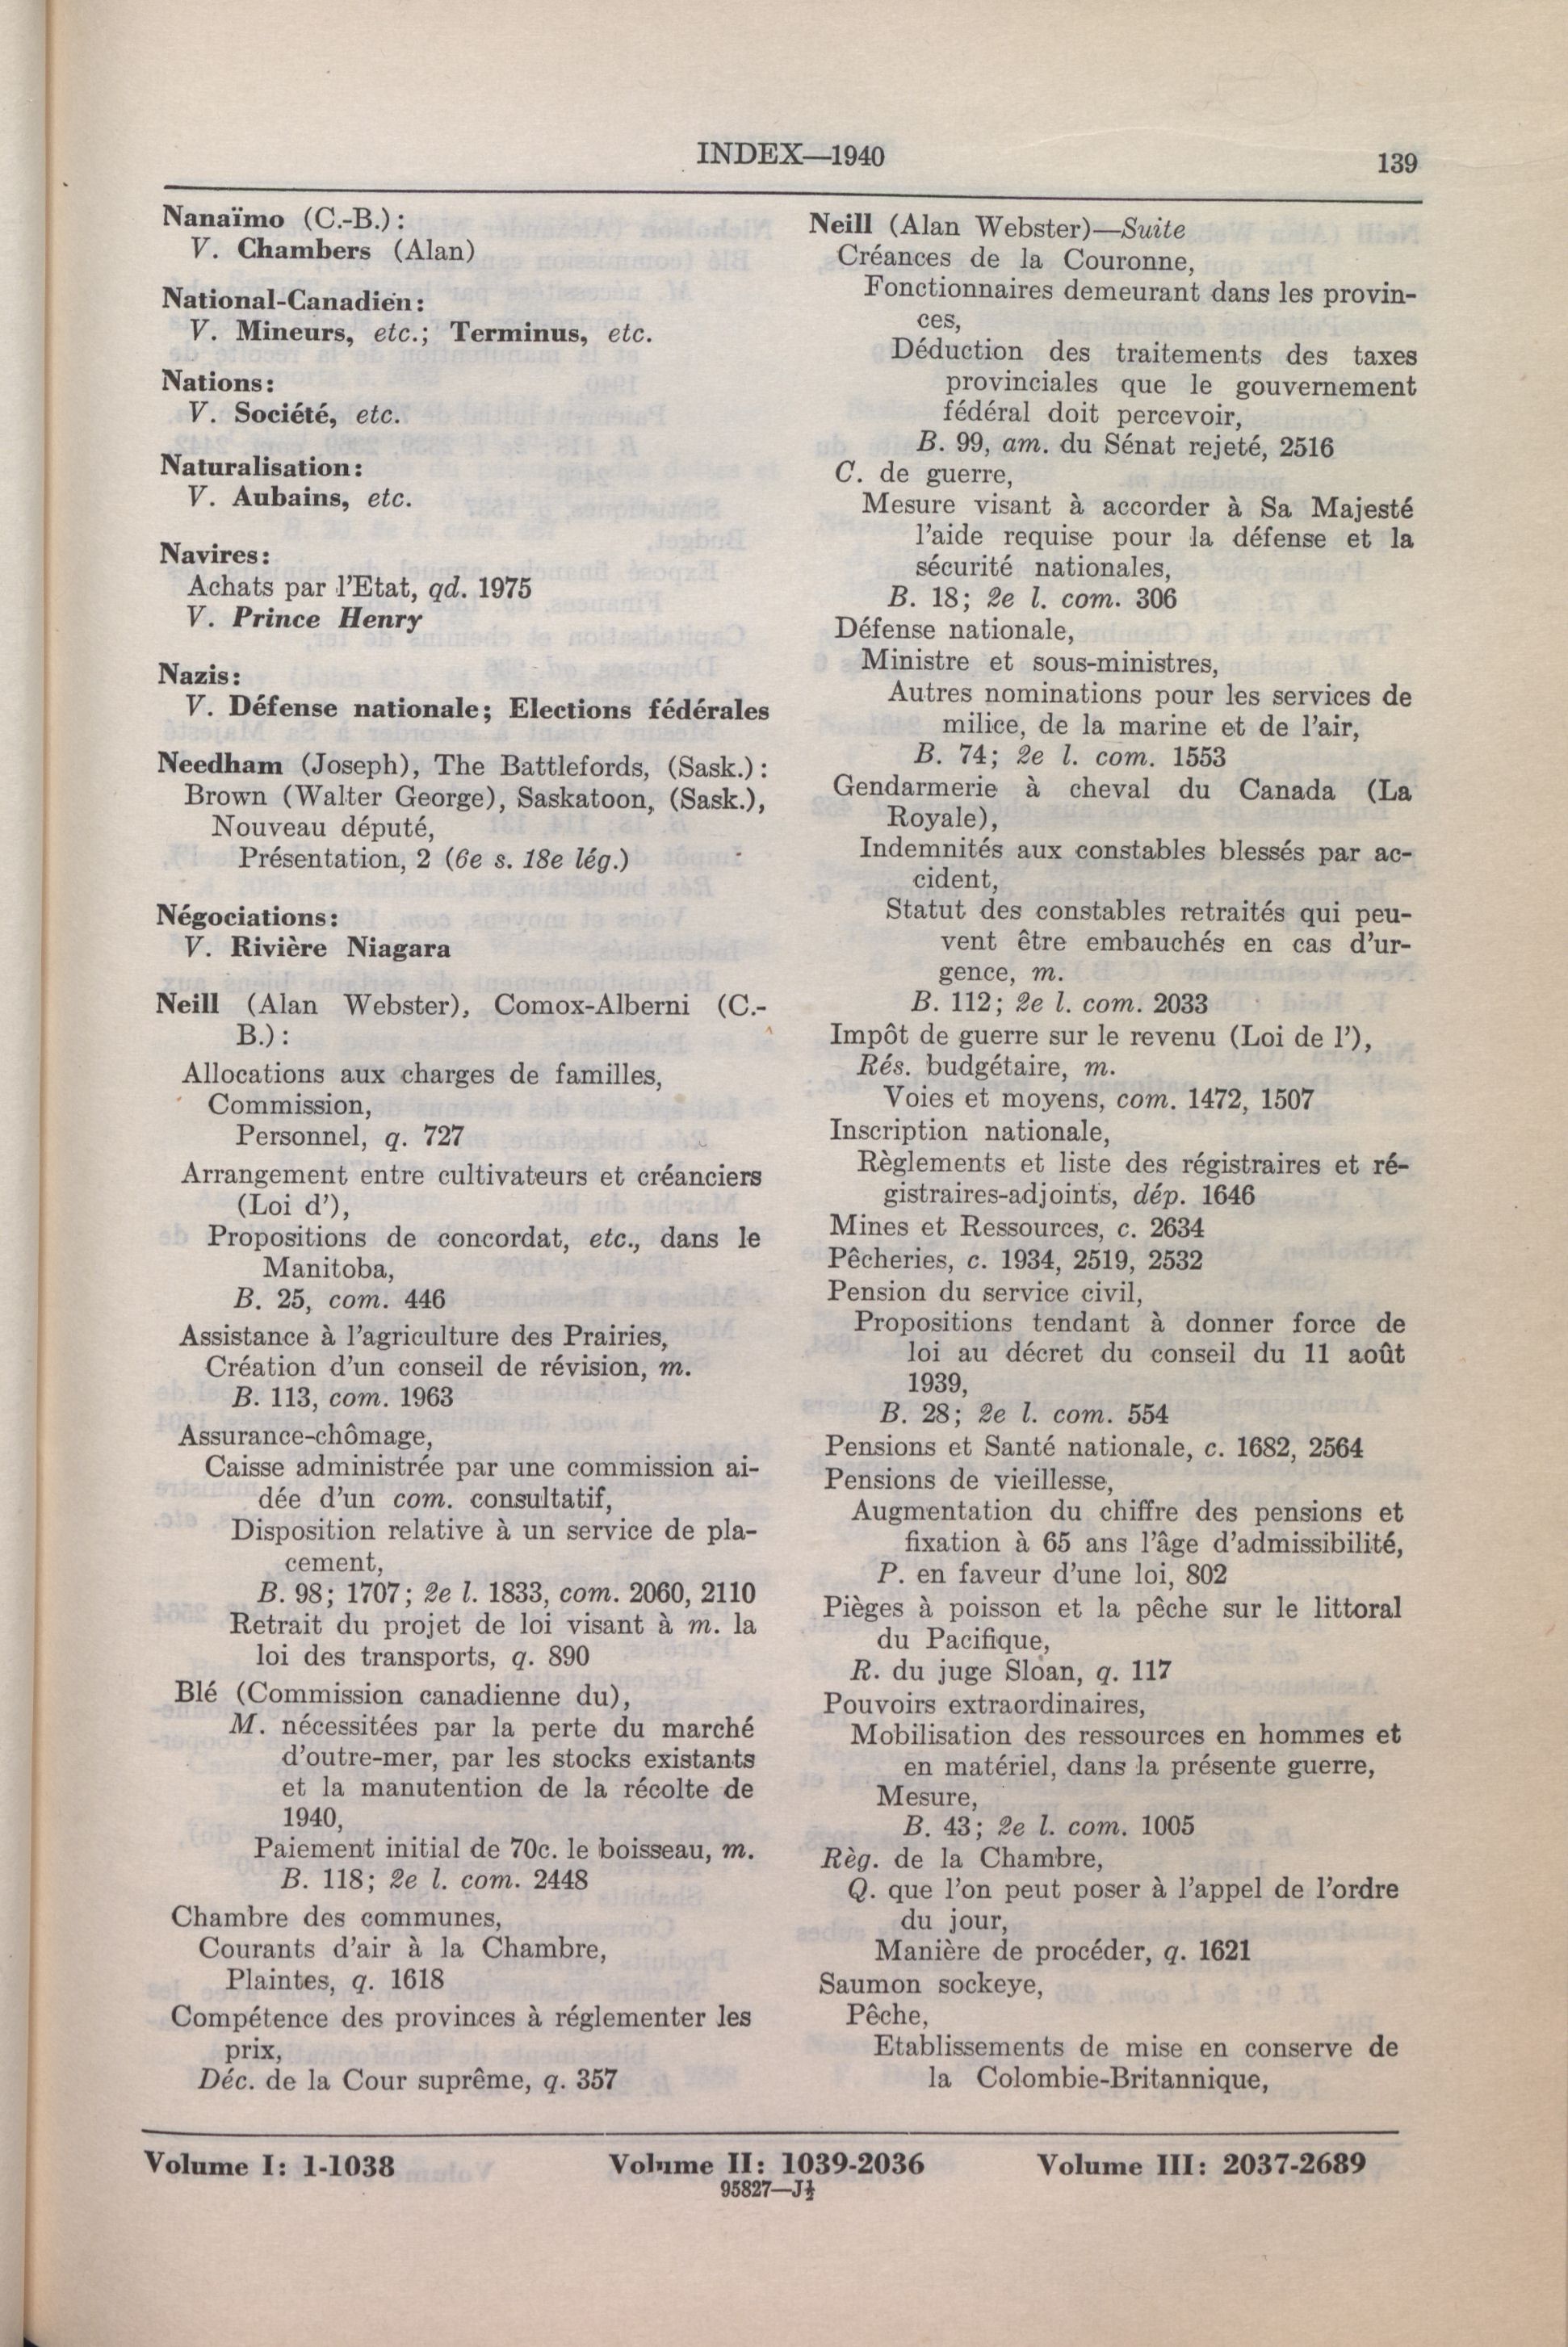 INDEX—1940
139
Nanaïmo (C.-B.):
V. Chambers (Alan)
National-Canadien:
V. Mineurs, etc.; Terminus, etc.
Nations:
V. Société, etc.
Naturalisation:
V. Aubains, etc.
Navires:
Achats par l'Etat, qd. 1975
V. Prince Henry
Nazis:
V. Défense nationale; Elections fédérales
Needham (Joseph), The Battlefords, (Sask.):
Brown (Walter George), Saskatoon, (Sask.),
Nouveau député,
Présentation, 2 (6e s. 18e lég.)
Négociations:
V. Rivière Niagara
Neill (Alan Webster), Comox-Alberni (C.-
B.):
Allocations aux charges de familles,
Commission,
Personnel, q. 727
Arrangement entre cultivateurs et créanciers
(Loi d'),
Propositions de concordat, etc., dans le
Manitoba,
B. 25, com. 446
Assistance à l'agriculture des Prairies,
Création d'un conseil de révision, m.
B. 113, com. 1963
Assurance-chômage,
Caisse administrée par une commission ai-
dée d'un com. consultatif,
Disposition relative à un service de pla-
cement,
B. 98; 1707; 2e l. 1833, com. 2060, 2110
Retrait du projet de loi visant à m. la
loi des transports, q. 890
Blé (Commission canadienne du),
M. nécessitées par la perte du marché
d'outre-mer, par les stocks existants
et la manutention de la récolte de
1940,
Paiement initial de 70c. le boisseau, m.
B. 118; 2e l. com. 2448
Chambre des communes,
Courants d'air à la Chambre,
Plaintes, q. 1618
Compétence des provinces à réglementer les
prix,
Déc. de la Cour suprême, q. 357
Neill (Alan Webster)—Suite
Créances de la Couronne,
Fonctionnaires demeurant dans les provin-
ces,
Déduction des traitements des taxes
provinciales que le gouvernement
fédéral doit percevoir,
B. 99, am. du Sénat rejeté, 2516
C. de guerre,
Mesure visant à accorder à Sa Majesté
l'aide requise pour la défense et la
sécurité nationales,
B. 18; 2e l. com. 306
Défense nationale,
Ministre et sous-ministres,
Autres nominations pour les services de
milice, de la marine et de l'air,
B. 74; 2e l. com. 1553
Gendarmerie à cheval du Canada (La
Royale),
Indemnités aux constables blessés par ac-
cident,
Statut des constables retraités qui peu-
vent être embauchés en cas d'ur-
gence, m.
B. 112; 2e l. com. 2033
Impôt de guerre sur le revenu (Loi de l'),
Rés. budgétaire, m.
Voies et moyens, com. 1472, 1507
Inscription nationale,
Règlements et liste des régistraires et ré-
gistraires-adjoints, dép. 1646
Mines et Ressources, c. 2634
Pêcheries, c. 1934, 2519, 2532
Pension du service civil,
Propositions tendant à donner force de
loi au décret du conseil du 11 août
1939,
B. 28; 2e l. com. 554
Pensions et Santé nationale, c. 1682, 2564
Pensions de vieillesse,
Augmentation du chiffre des pensions et
fixation à 65 ans l'âge d'admissibilité,
P. en faveur d'une loi, 802
Pièges à poisson et la pêche sur le littoral
du Pacifique,
R. du juge Sloan, q. 117
Pouvoirs extraordinaires,
Mobilisation des ressources en hommes et
en matériel, dans la présente guerre,
Mesure,
B. 43; 2e l. com. 1005
Règ. de la Chambre,
Q. que l'on peut poser à l'appel de l'ordre
du jour,
Manière de procéder, q. 1621
Saumon sockeye,
Pêche,
Etablissements de mise en conserve de
la Colombie-Britannique,
Volume I: 1-1038
Volume II: 1039-2036
Volume III: 2037-2689
95827—J½